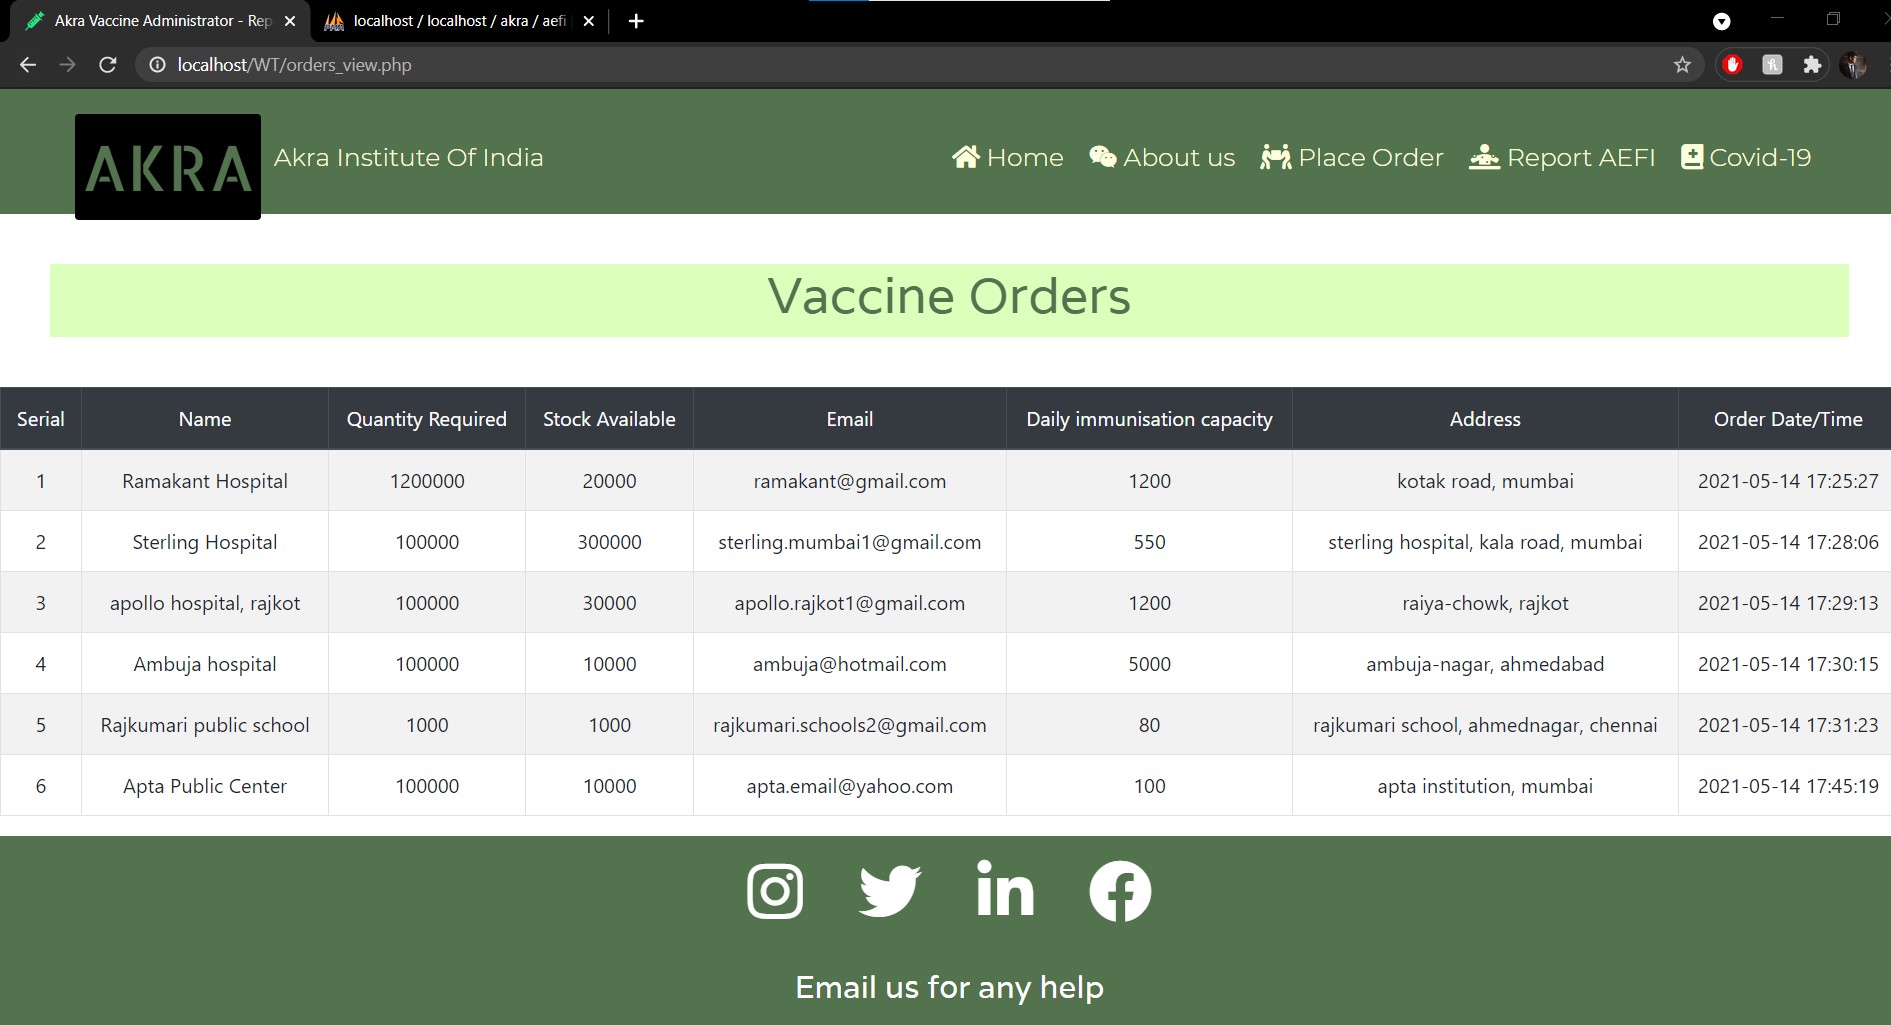 Akra Vaccine Administrator - Rep
localhost / localhost / akra / aefi
localhost/WT/orders_view.php
AKRA Akra Institute Of India Home About us Place Order Report AEFI Covid-19
Vaccine Orders
Serial Name Quantity Required Stock Available Email Daily immunisation capacity Address Order Date/Time
1 Ramakant Hospital 1200000 20000 ramakant@gmail.com 1200 kotak road, mumbai 2021-05-14 17:25:27
2 Sterling Hospital 100000 300000 sterling.mumbai1@gmail.com 550 sterling hospital, kala road, mumbai 2021-05-14 17:28:06
3 apollo hospital, rajkot 100000 30000 apollo.rajkot1@gmail.com 1200 raiya-chowk, rajkot 2021-05-14 17:29:13
4 Ambuja hospital 100000 10000 ambuja@hotmail.com 5000 ambuja-nagar, ahmedabad 2021-05-14 17:30:15
5 Rajkumari public school 1000 1000 rajkumari.schools2@gmail.com 80 rajkumari school, ahmednagar, chennai 2021-05-14 17:31:23
6 Apta Public Center 100000 10000 apta.email@yahoo.com 100 apta institution, mumbai 2021-05-14 17:45:19
Email us for any help